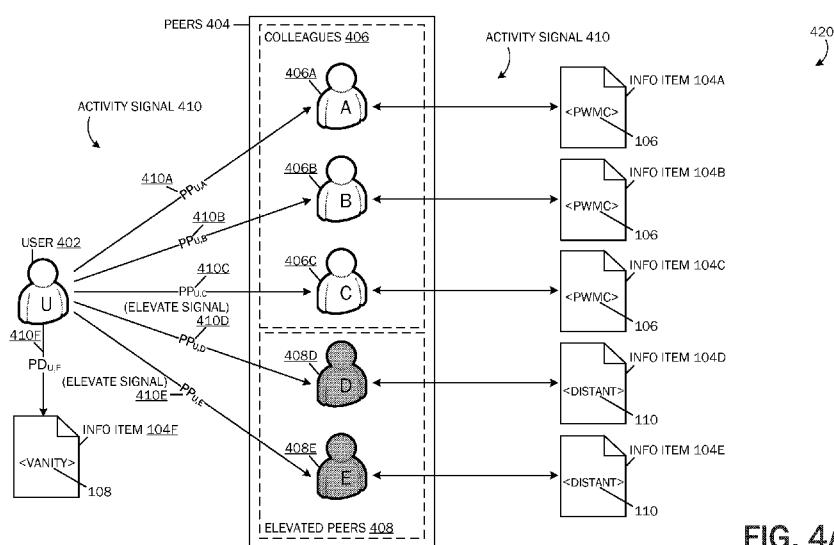 PEERS 404
COLLEAGUES 406
ACTIVITY SIGNAL 410
420
406A
A
INFO ITEM 104A
<PWMC>
106
ACTIVITY SIGNAL 410
410A
PPU,A
406B
B
INFO ITEM 104B
<PWMC>
106
410B
PPU,B
USER 402
U
410C
PPU,C
406C
C
INFO ITEM 104C
<PWMC>
106
(ELEVATE SIGNAL)
410D
PPU,D
408D
D
INFO ITEM 104D
<DISTANT>
110
410F
PDU,F
(ELEVATE SIGNAL)
410E
PPU,E
408E
E
INFO ITEM 104E
<DISTANT>
110
INFO ITEM 104F
<VANITY>
108
ELEVATED PEERS 408
FIG. 4A